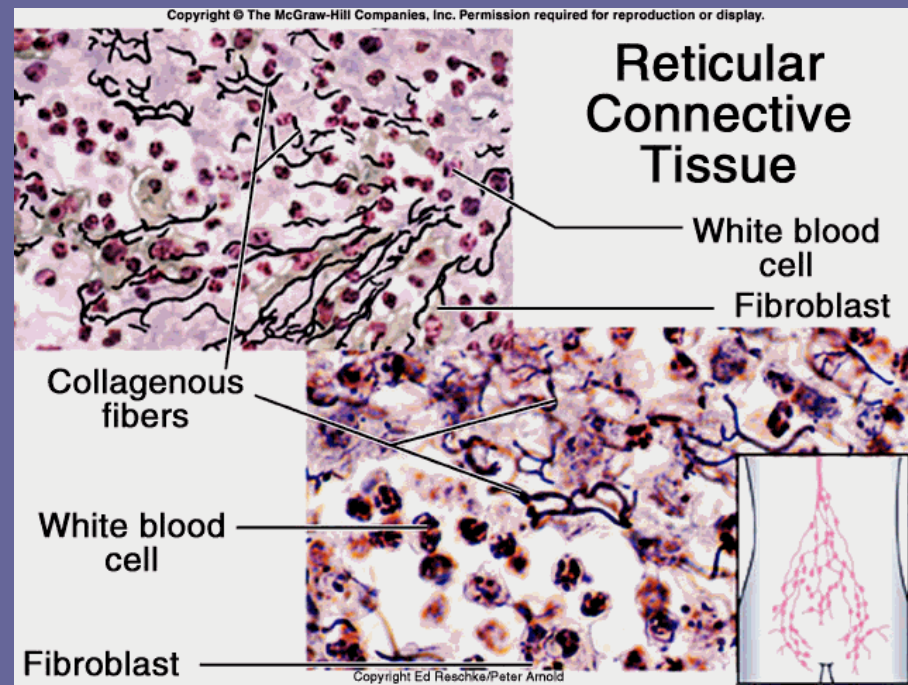 Copyright © The McGraw-Hill Companies, Inc. Permission required for reproduction or display.
Reticular
Connective
Tissue
White blood
cell
Fibroblast
Collagenous
fibers
White blood
cell
Fibroblast
Copyright Ed Reschke/Peter Arnold